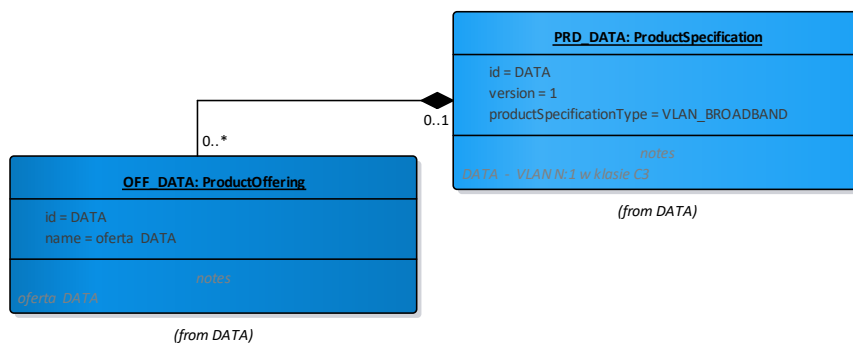 PRD_DATA: ProductSpecification
id = DATA
version = 1
productSpecificationType = VLAN_BROADBAND
notes
DATA - VLAN N:1 w klasie C3
(from DATA)
0..1
0..*
OFF_DATA: ProductOffering
id = DATA
name = oferta DATA
notes
oferta DATA
(from DATA)